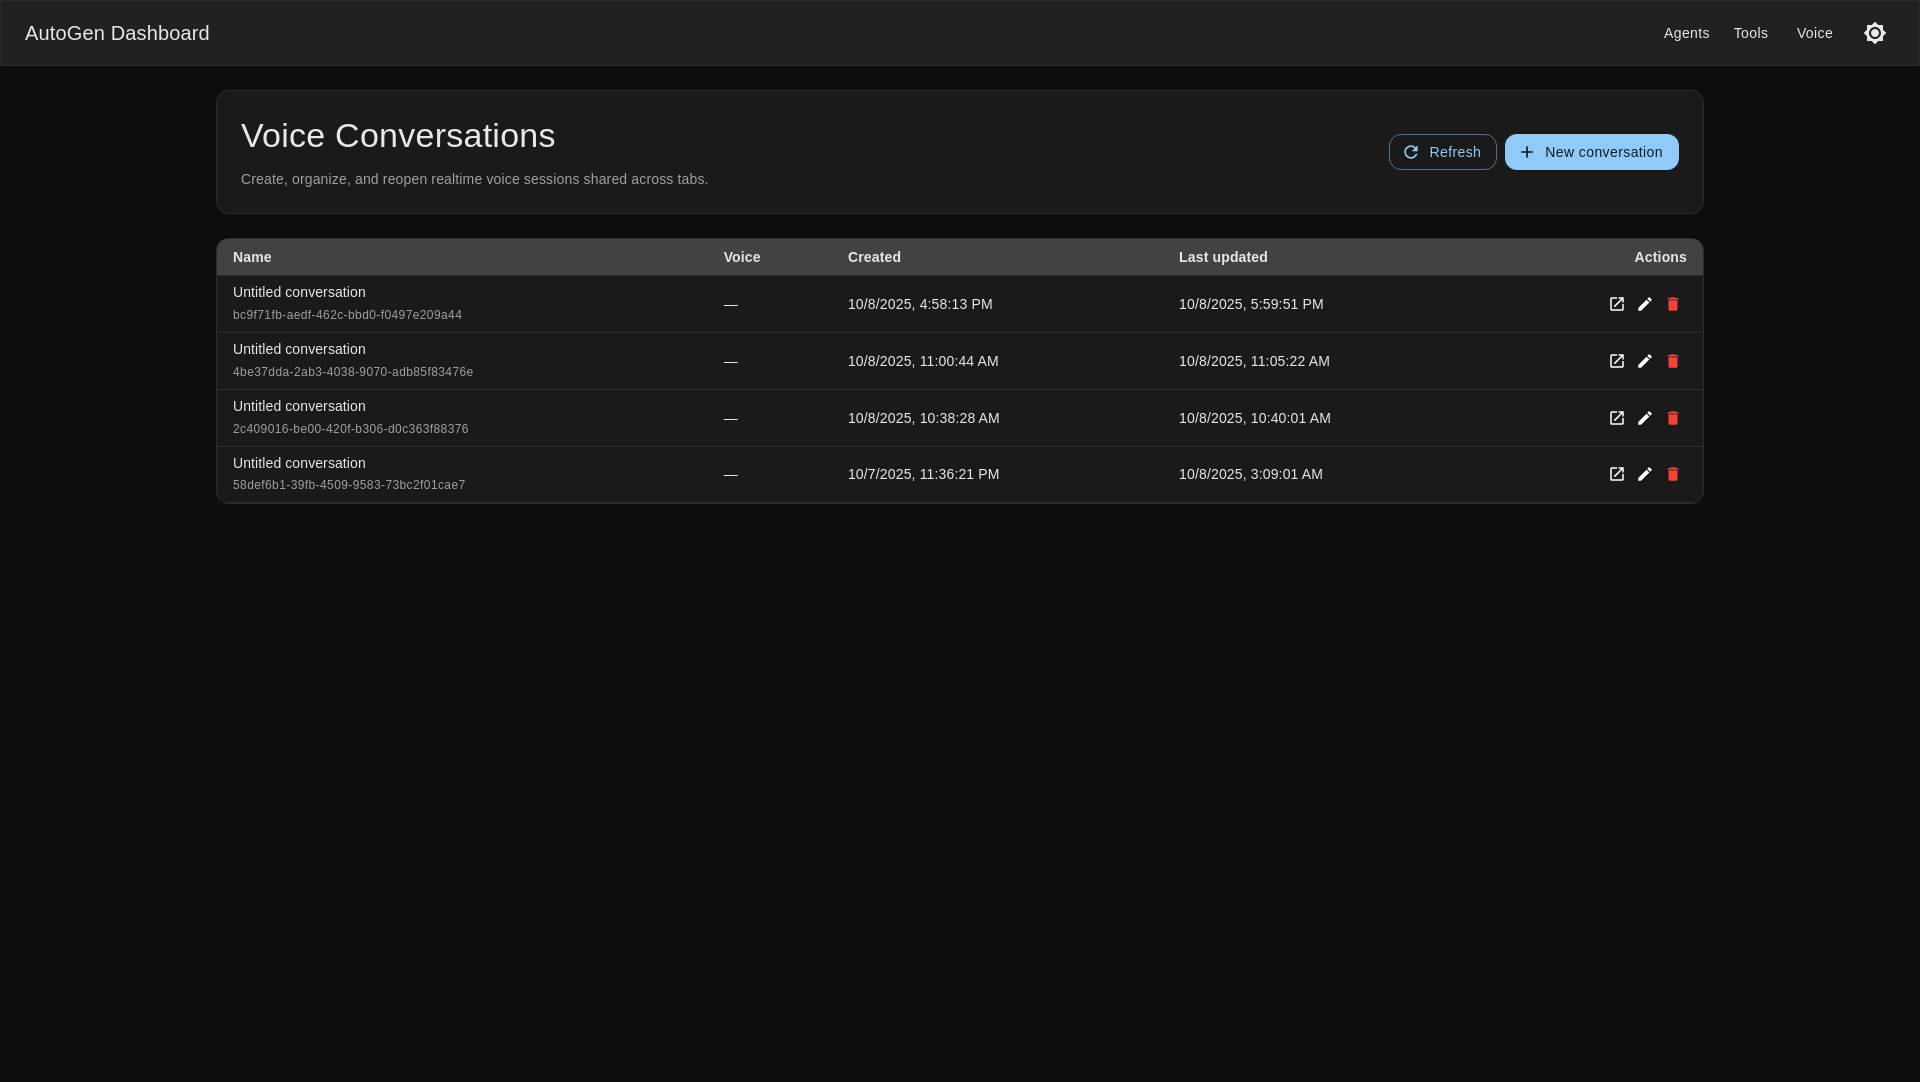 AutoGen Dashboard
Agents Tools Voice
Voice Conversations
Create, organize, and reopen realtime voice sessions shared across tabs.
Refresh New conversation
Name Voice Created Last updated Actions
Untitled conversation
bc9f71fb-aedf-462c-bbd0-f0497e209a44
— 10/8/2025, 4:58:13 PM 10/8/2025, 5:59:51 PM
Untitled conversation
4be37dda-2ab3-4038-9070-adb85f83476e
— 10/8/2025, 11:00:44 AM 10/8/2025, 11:05:22 AM
Untitled conversation
2c409016-be00-420f-b306-d0c363f88376
— 10/8/2025, 10:38:28 AM 10/8/2025, 10:40:01 AM
Untitled conversation
58def6b1-39fb-4509-9583-73bc2f01cae7
— 10/7/2025, 11:36:21 PM 10/8/2025, 3:09:01 AM